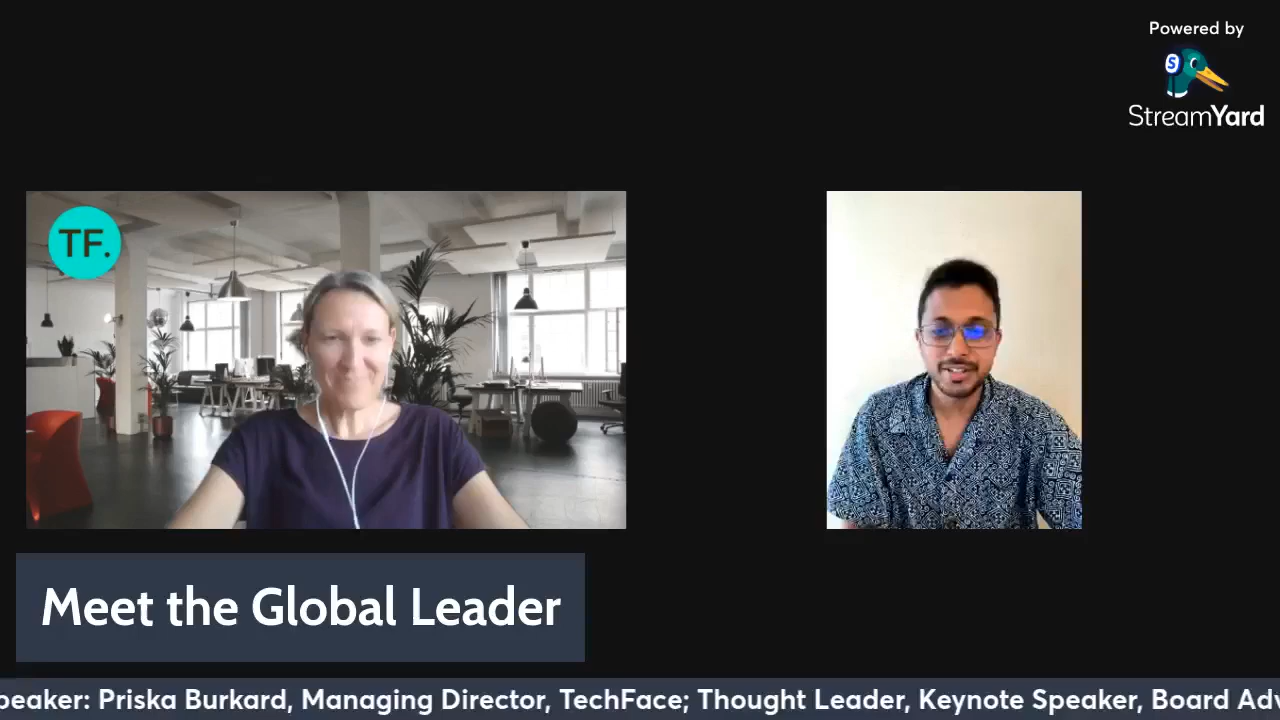 Powered by
S
StreamYard
TF.
Meet the Global Leader
peaker: Priska Burkard, Managing Director, TechFace; Thought Leader, Keynote Speaker, Board Adv